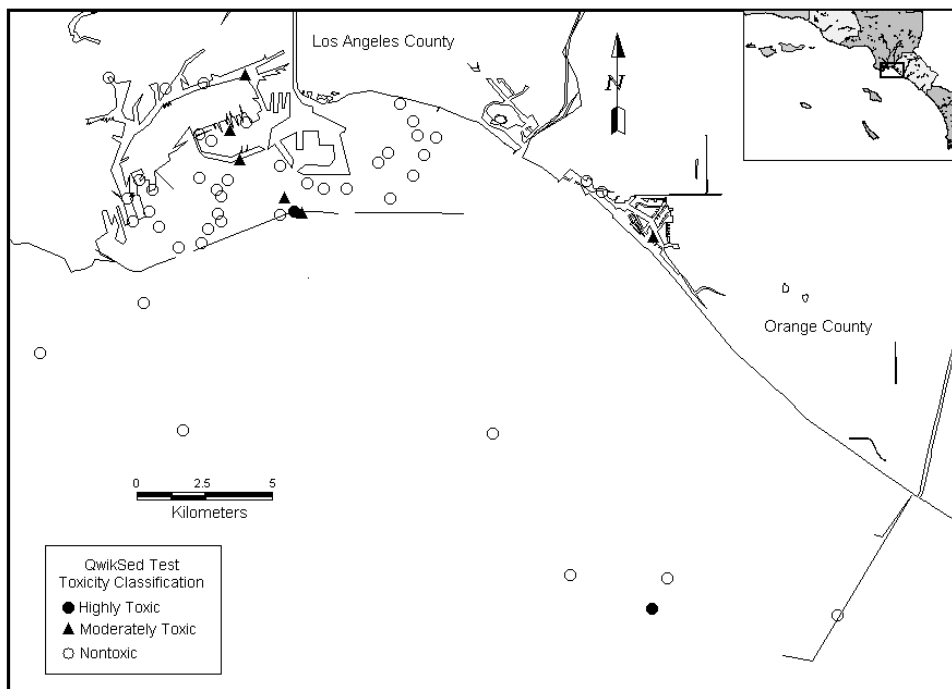 Los Angeles County
N
Orange County
0 2.5 5
Kilometers
QwikSed Test
Toxicity Classification
Highly Toxic
Moderately Toxic
Nontoxic